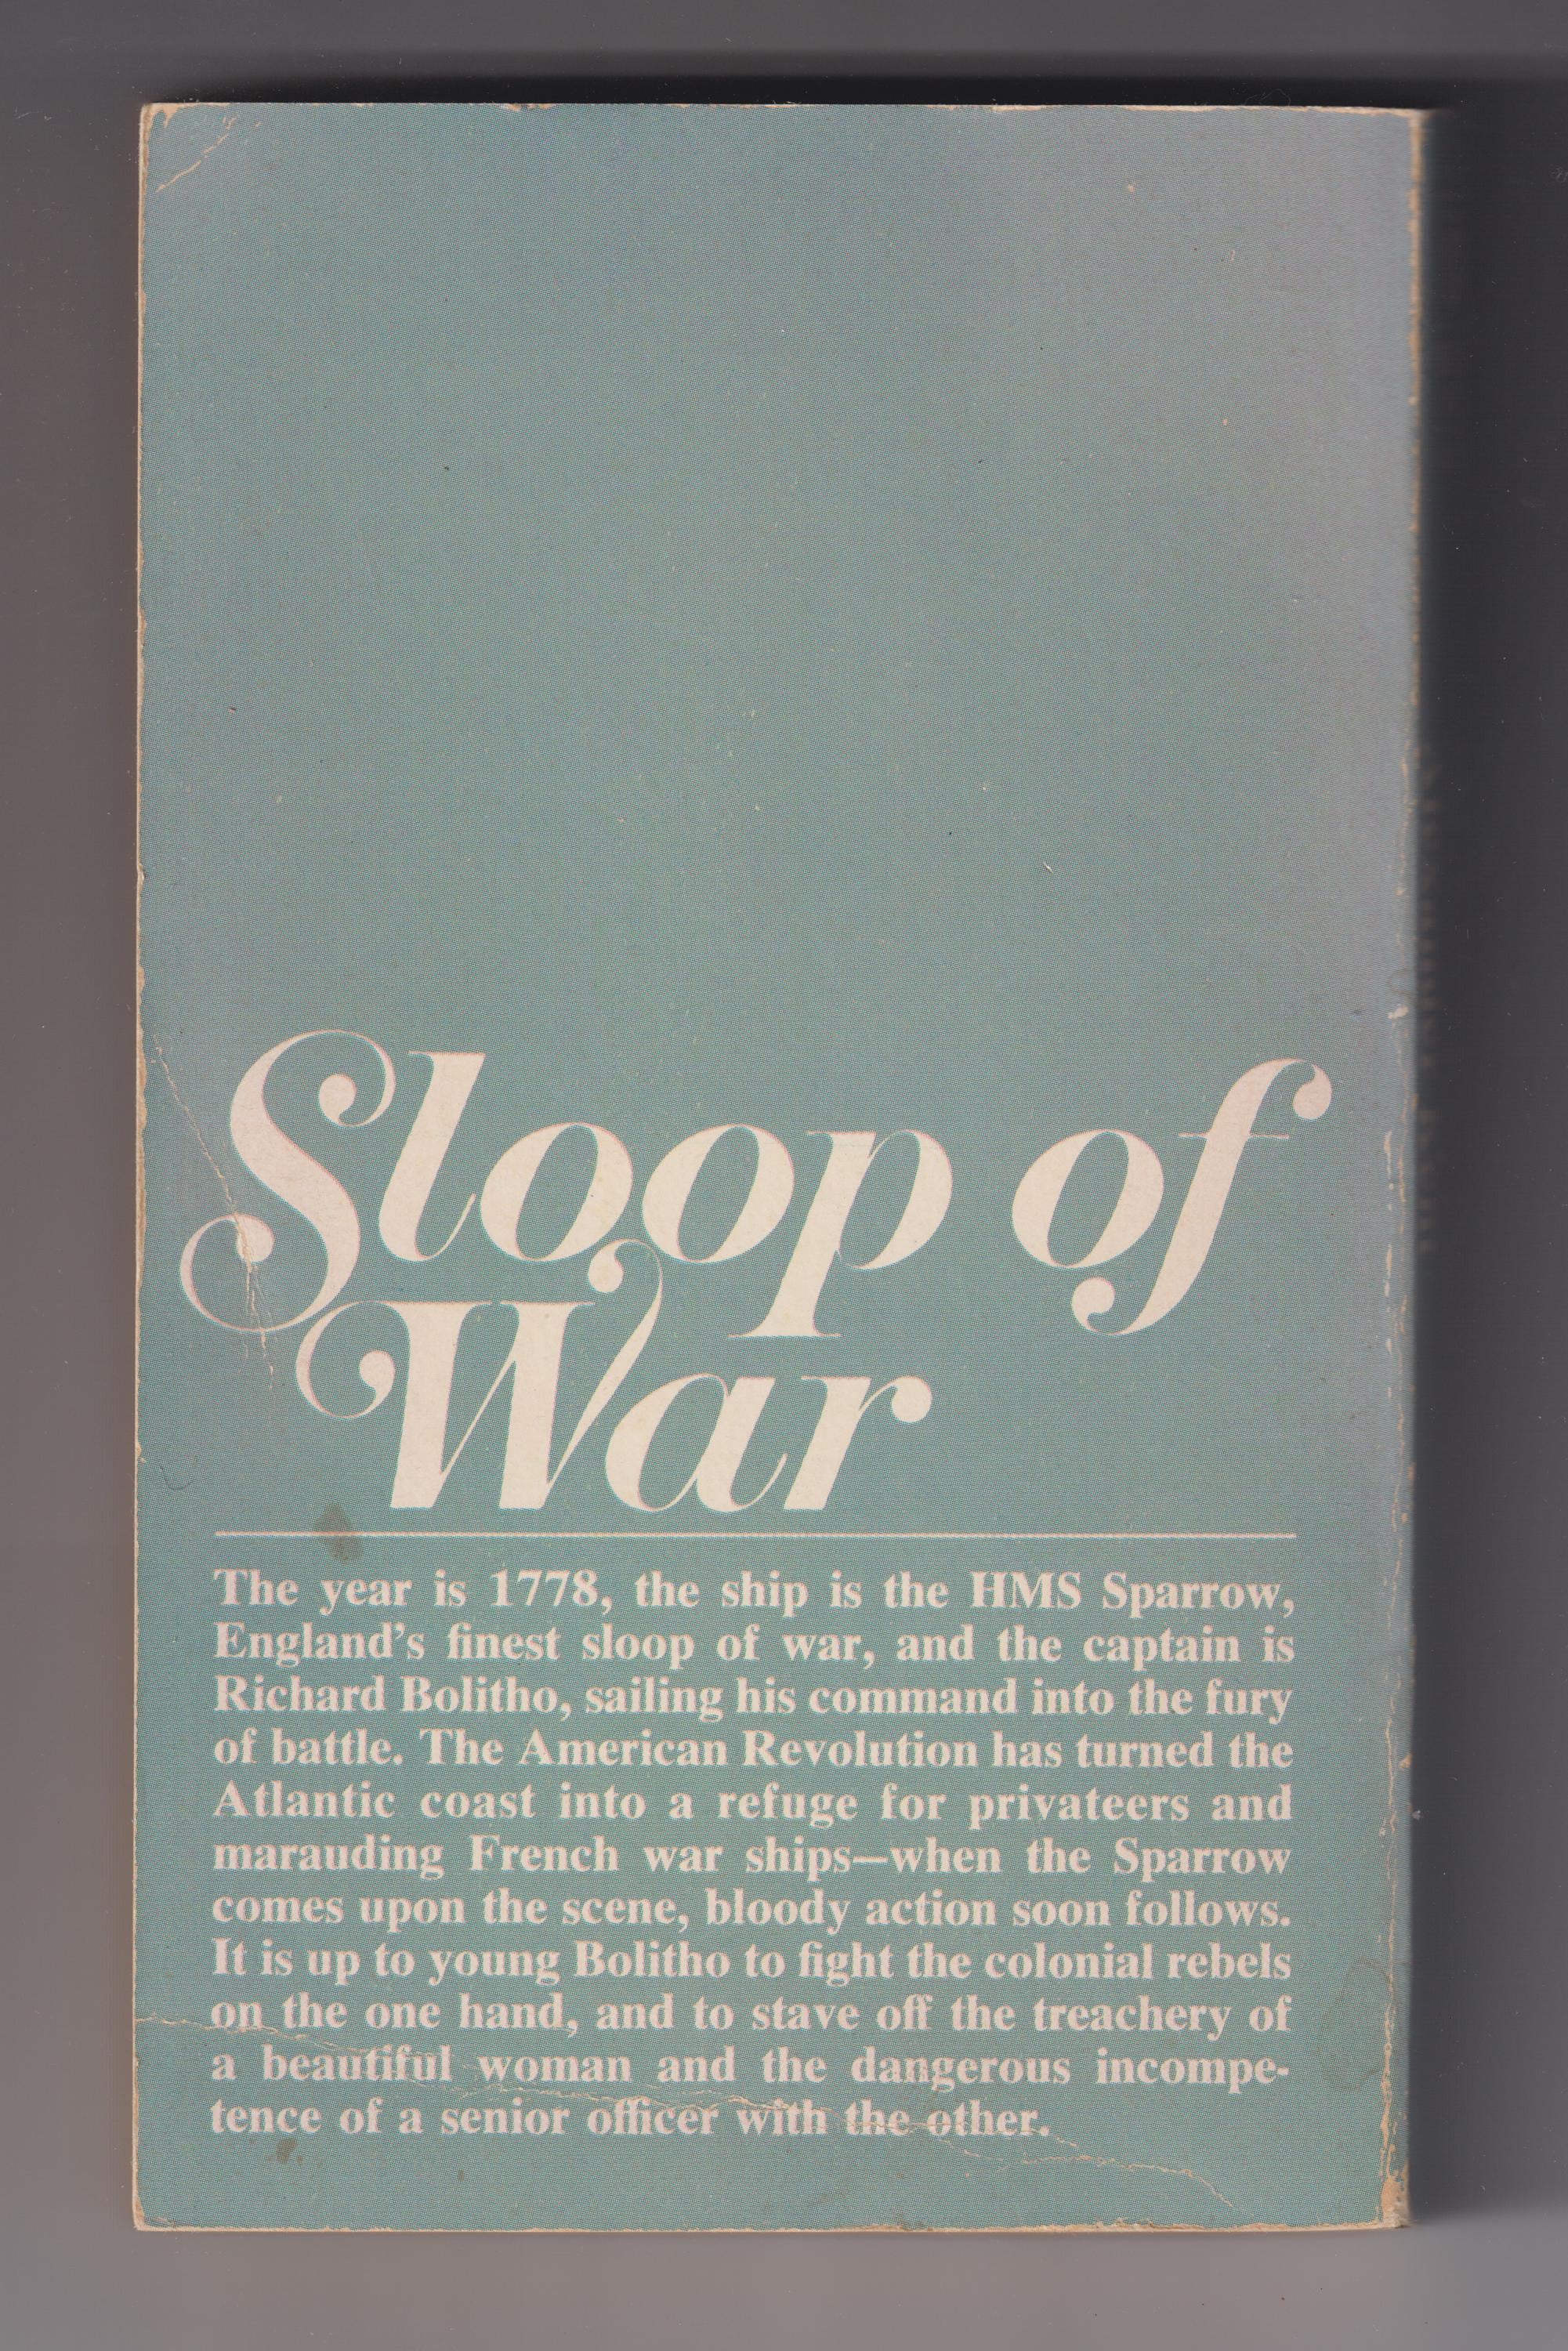 Sloop of
War
The year is 1778, the ship is the HMS Sparrow,
England's finest sloop of war, and the captain is
Richard Bolitho, sailing his command into the fury
of battle. The American Revolution has turned the
Atlantic coast into a refuge for privateers and
marauding French war ships—when the Sparrow
comes upon the scene, bloody action soon follows.
It is up to young Bolitho to fight the colonial rebels
on the one hand, and to stave off the treachery of
a beautiful woman and the dangerous incompe-
tence of a senior officer with the other.